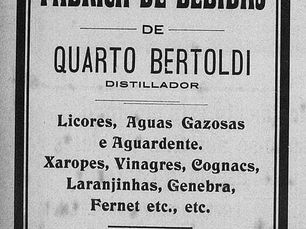 FABRICA DE BEBIDAS
DE
QUARTO BERTOLDI
DISTILLADOR
Licores, Aguas Gazosas
e Aguardente.
Xaropes, Vinagres, Cognacs,
Laranjinhas, Genebra,
Fernet etc., etc.